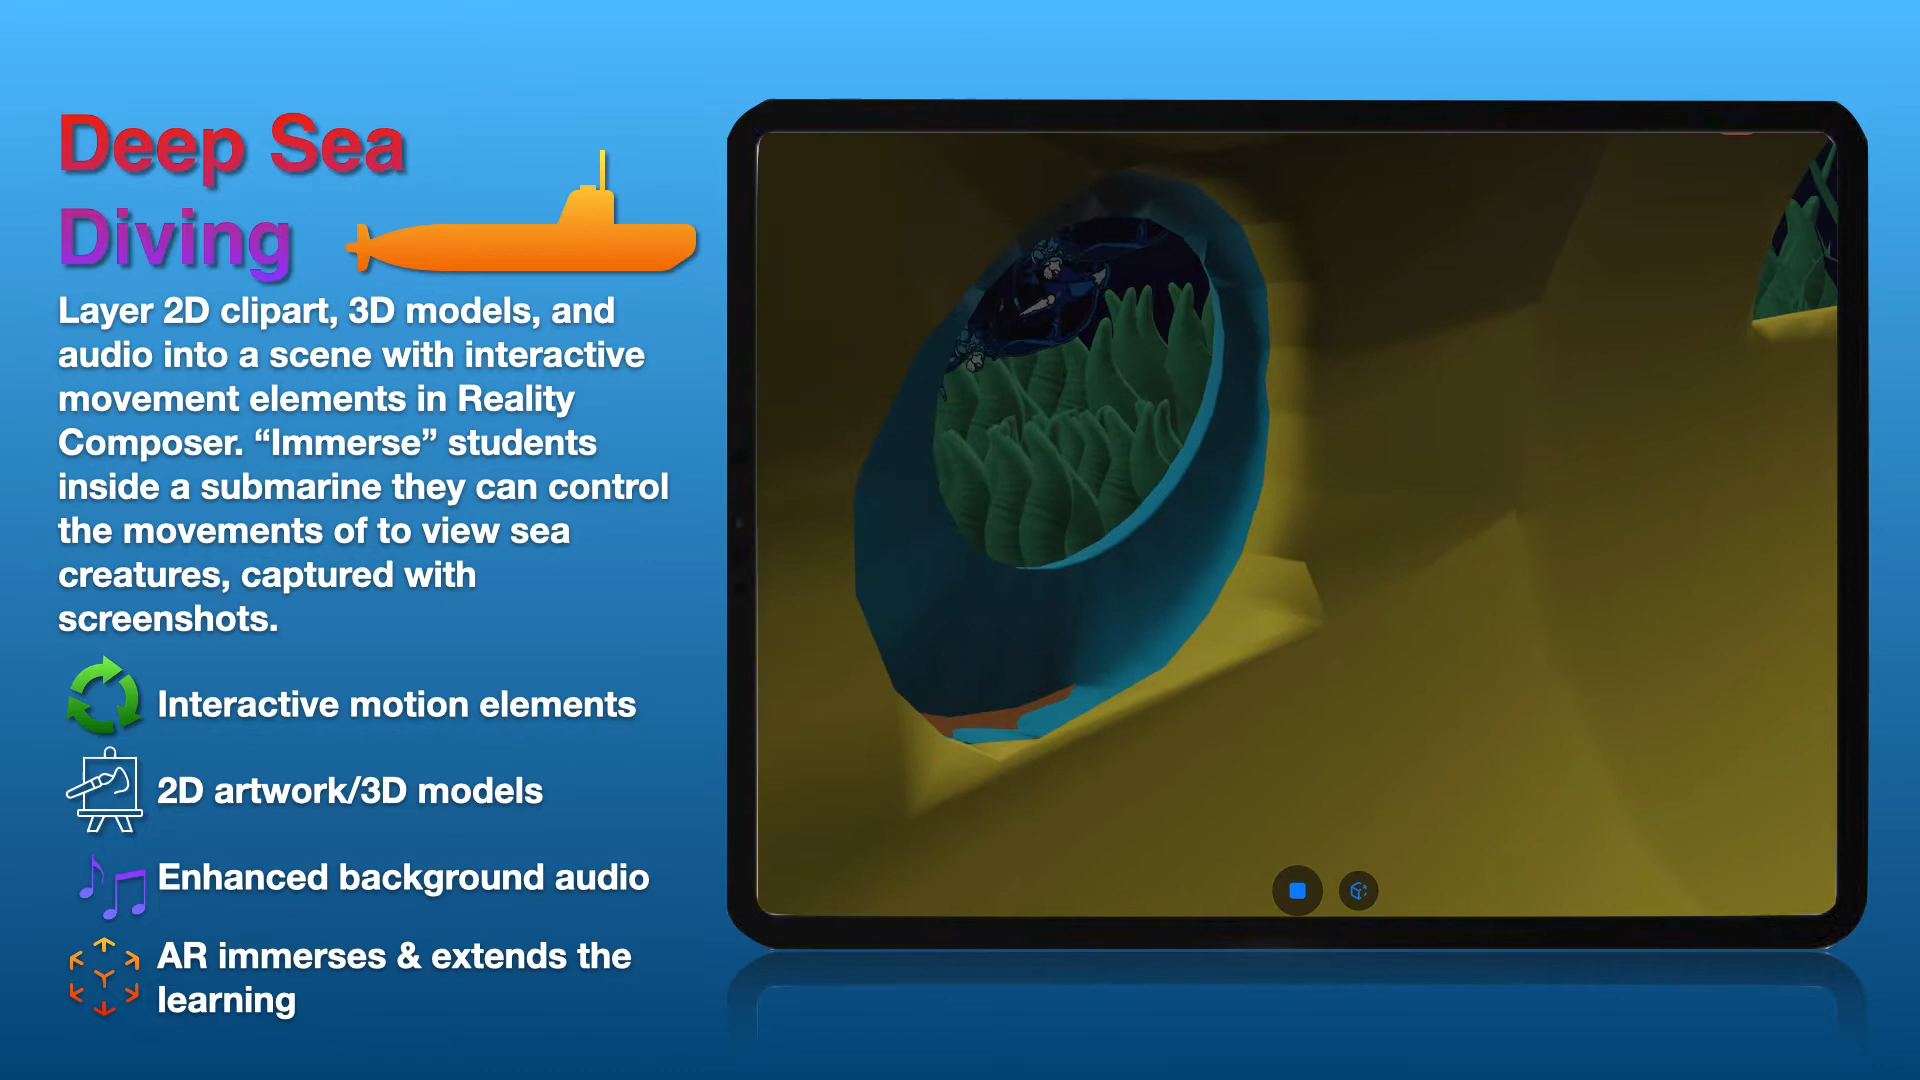 Deep Sea
Diving
Layer 2D clipart, 3D models, and
audio into a scene with interactive
movement elements in Reality
Composer. “Immerse” students
inside a submarine they can control
the movements of to view sea
creatures, captured with
screenshots.
Interactive motion elements
2D artwork/3D models
Enhanced background audio
AR immerses & extends the
learning